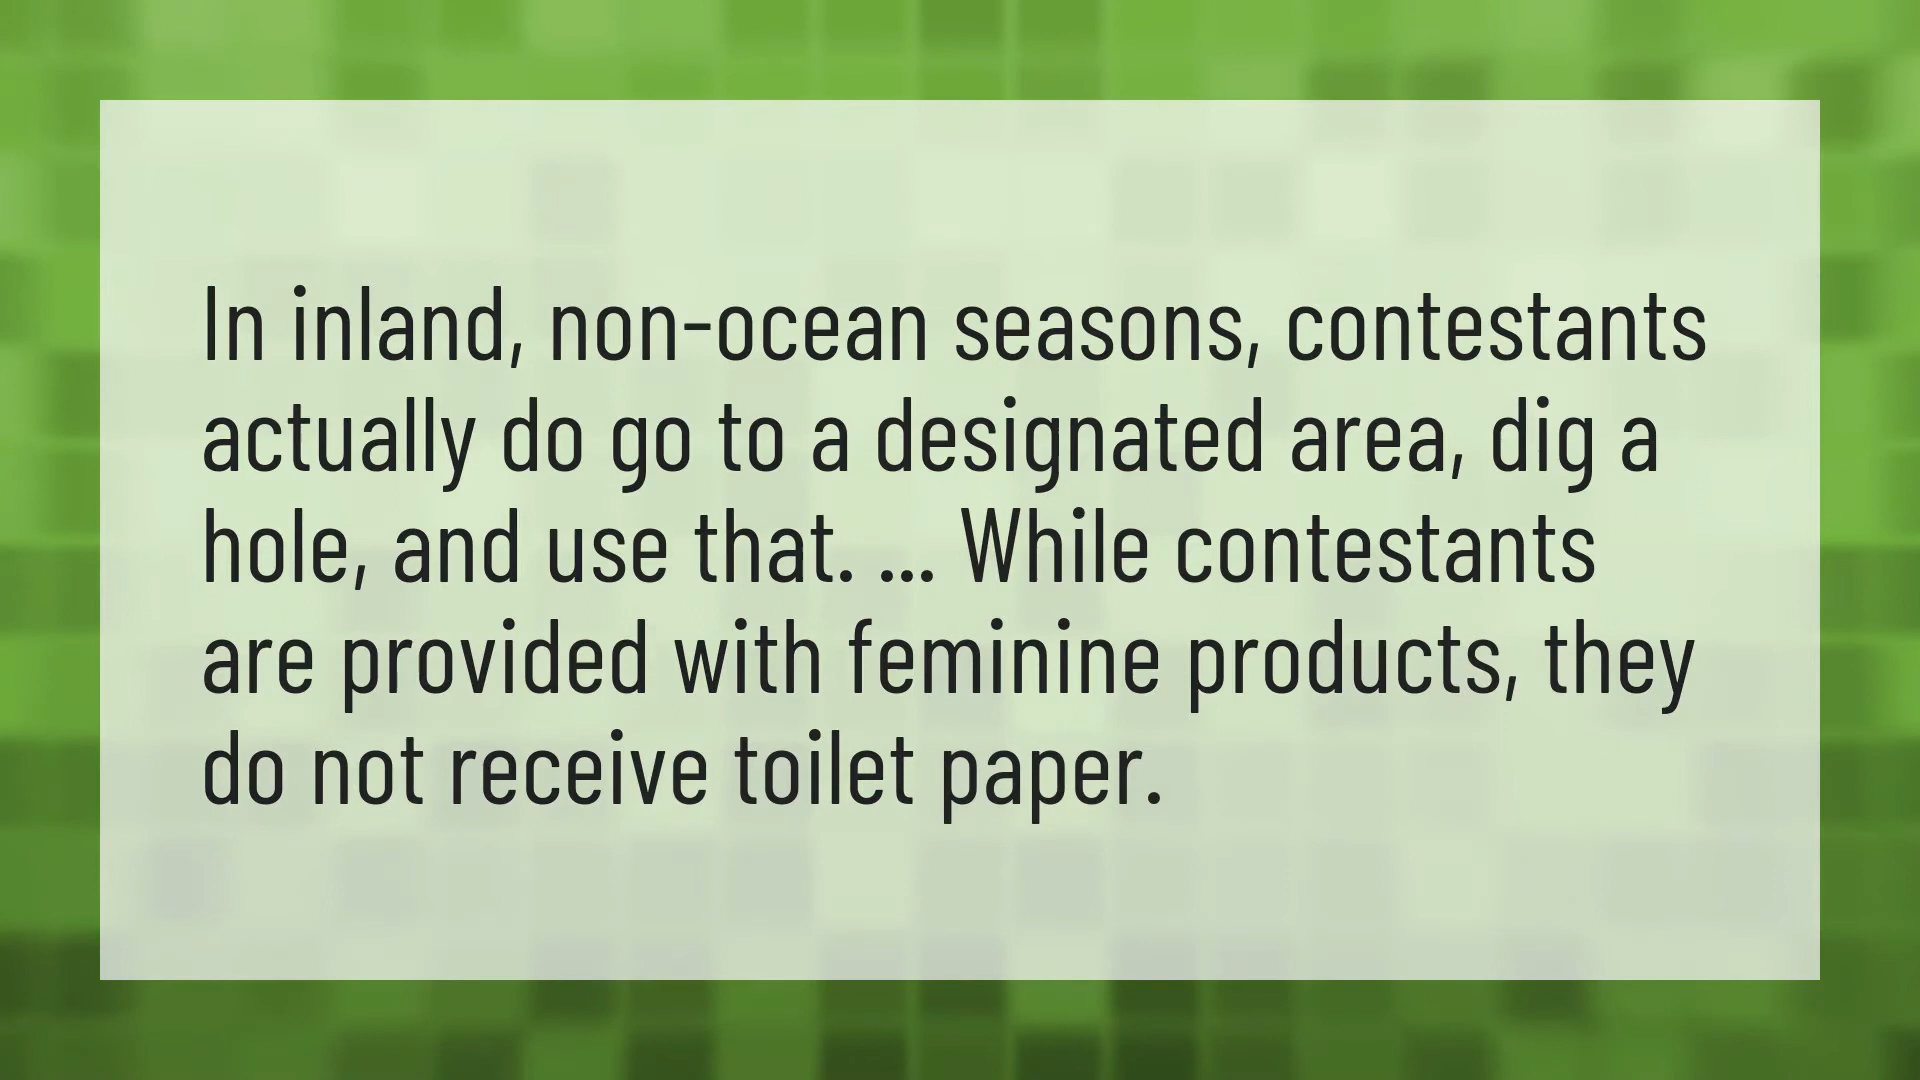 In inland, non-ocean seasons, contestants
actually do go to a designated area, dig a
hole, and use that. ... While contestants
are provided with feminine products, they
do not receive toilet paper.